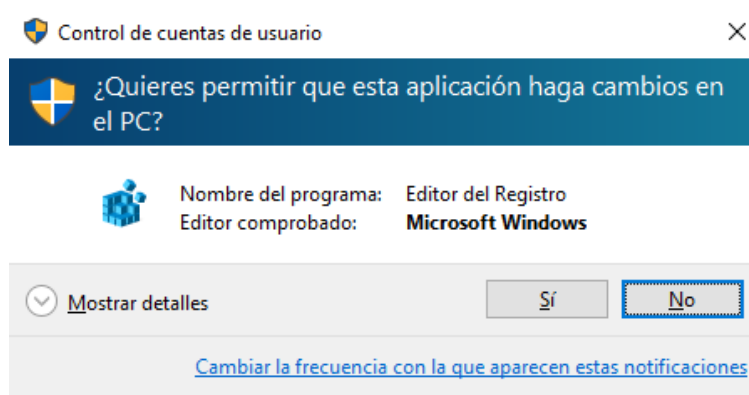 Control de cuentas de usuario
¿Quieres permitir que esta aplicación haga cambios en
el PC?
Nombre del programa: Editor del Registro
Editor comprobado: Microsoft Windows
Mostrar detalles Sí No
Cambiar la frecuencia con la que aparecen estas notificaciones